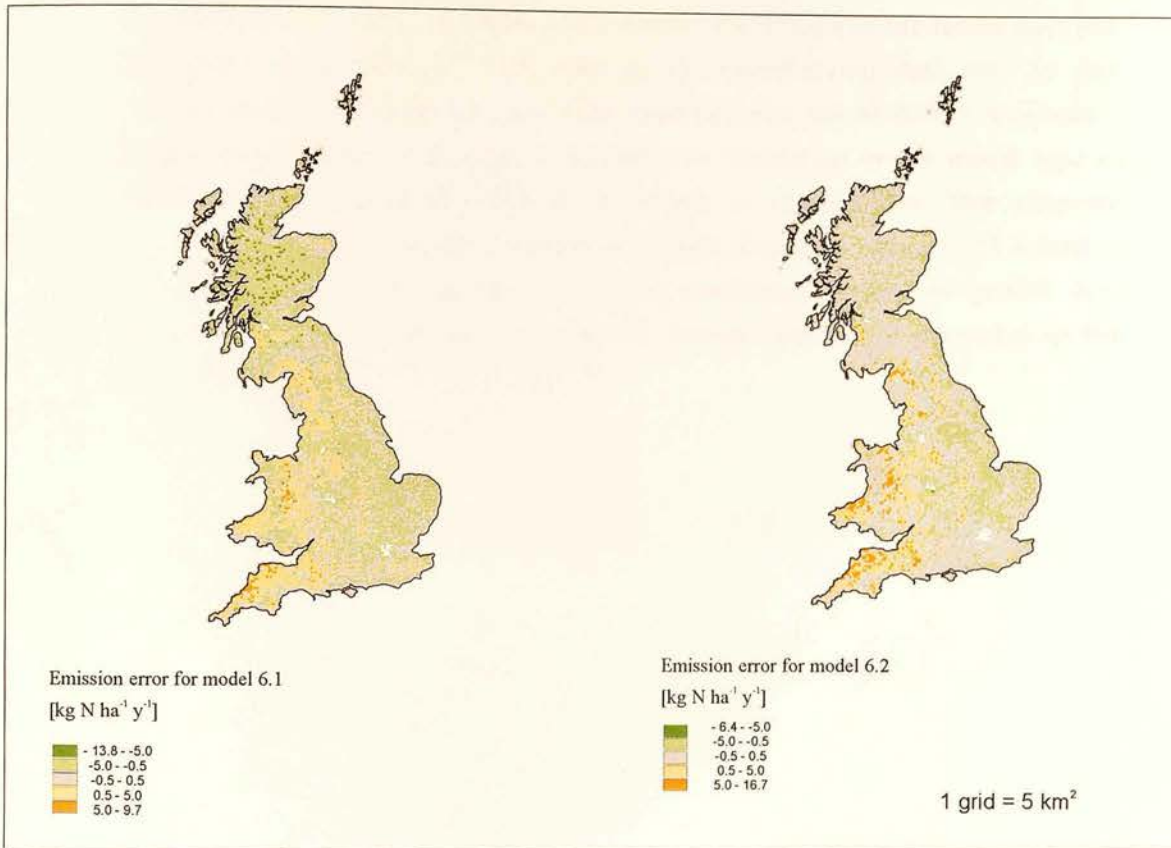 Emission error for model 6.1
[kg N ha⁻¹ y⁻¹]
- 13.8 - -5.0
-5.0 - -0.5
-0.5 - 0.5
0.5 - 5.0
5.0 - 9.7
Emission error for model 6.2
[kg N ha⁻¹ y⁻¹]
- 6.4 - -5.0
-5.0 - -0.5
-0.5 - 0.5
0.5 - 5.0
5.0 - 16.7
1 grid = 5 km²